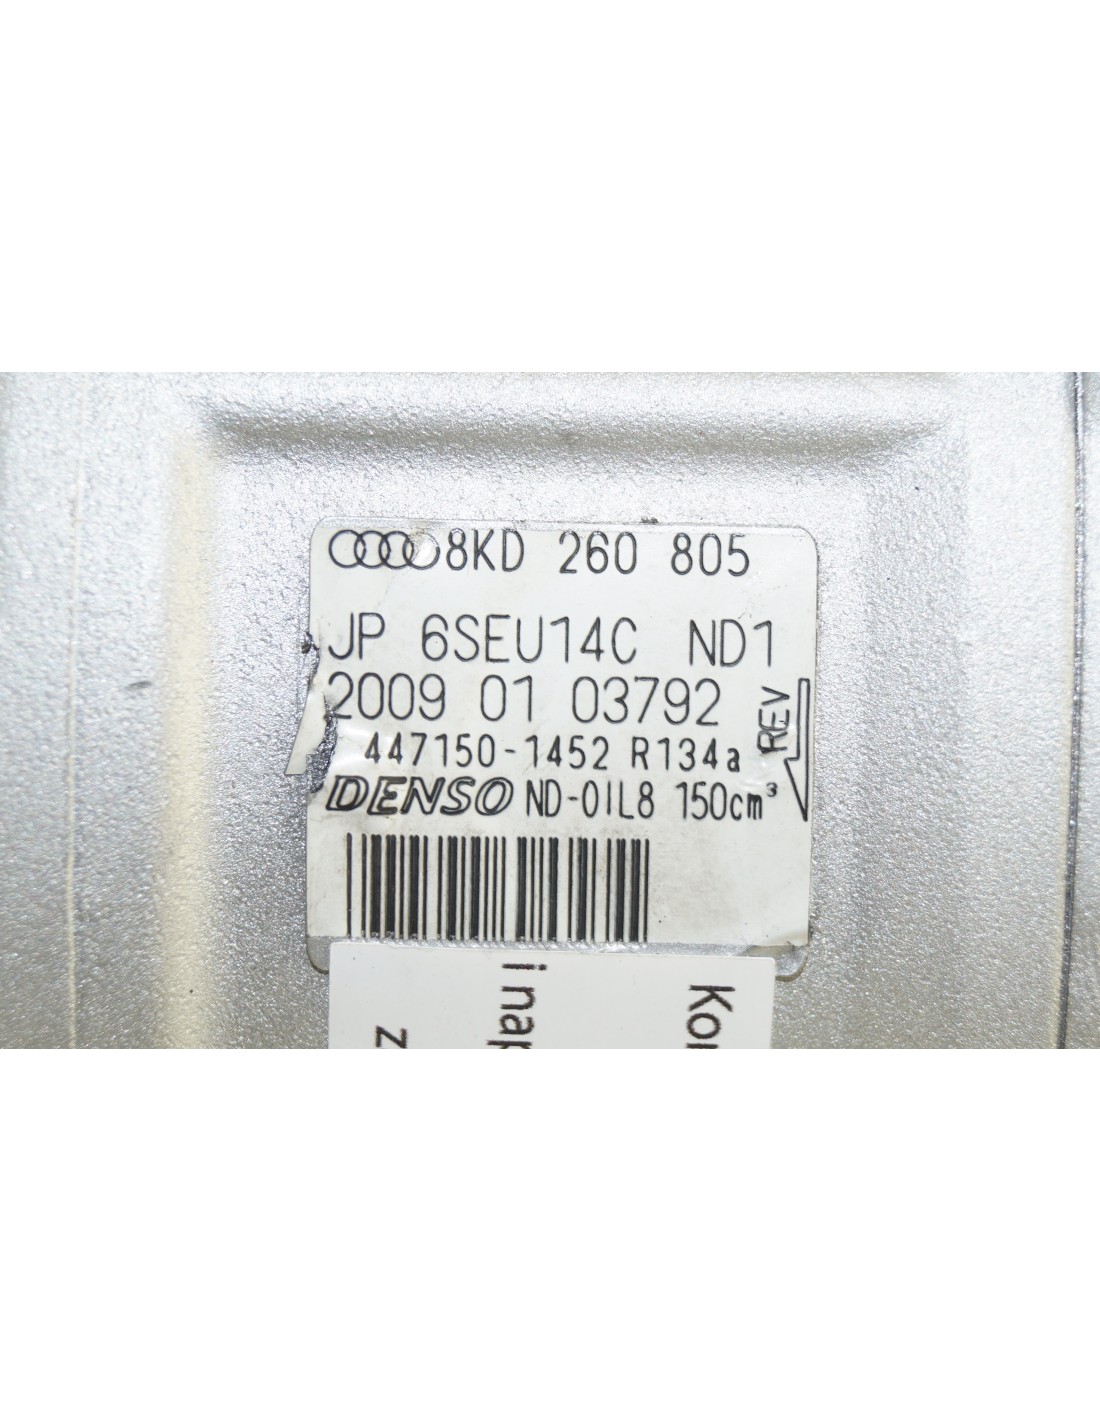 8KD 260 805
JP 6SEU14C ND1
2009 01 03792
447150-1452 R134a
REV
DENSO ND-OIL8 150cm³
i